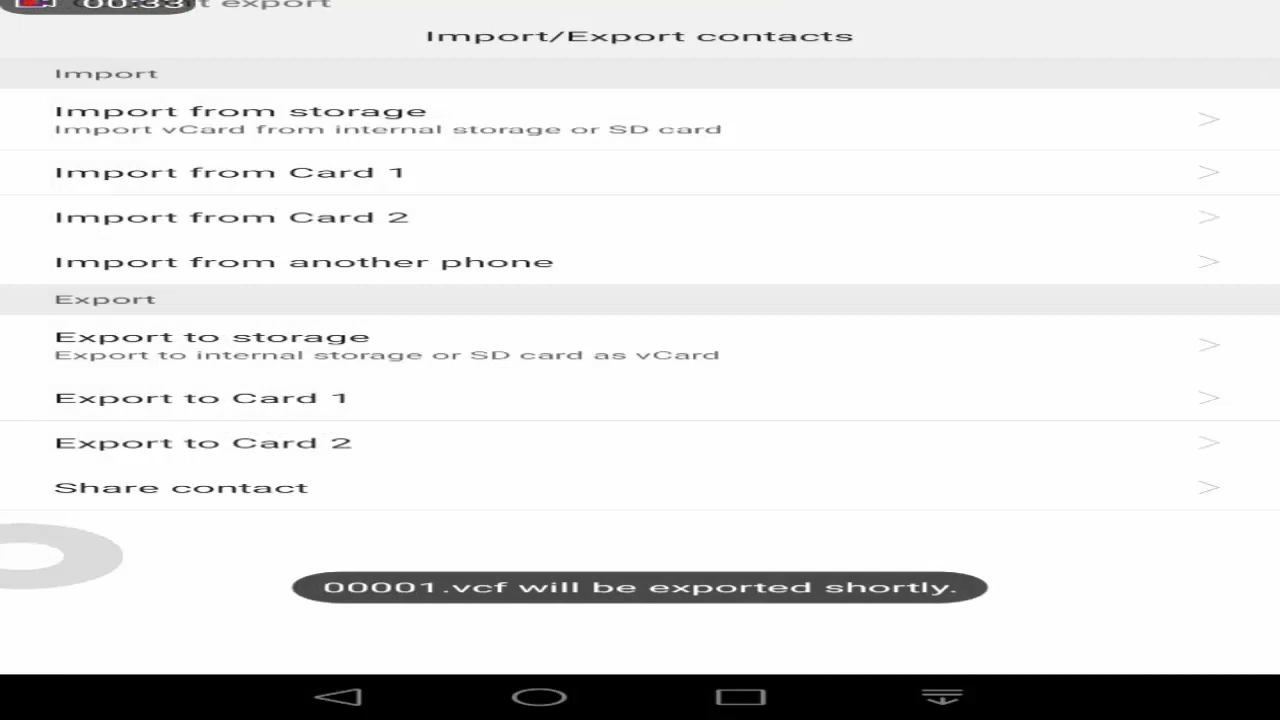 00:33
export
Import/Export contacts
Import
Import from storage
Import vCard from internal storage or SD card
Import from Card 1
Import from Card 2
Import from another phone
Export
Export to storage
Export to internal storage or SD card as vCard
Export to Card 1
Export to Card 2
Share contact
00001.vcf will be exported shortly.